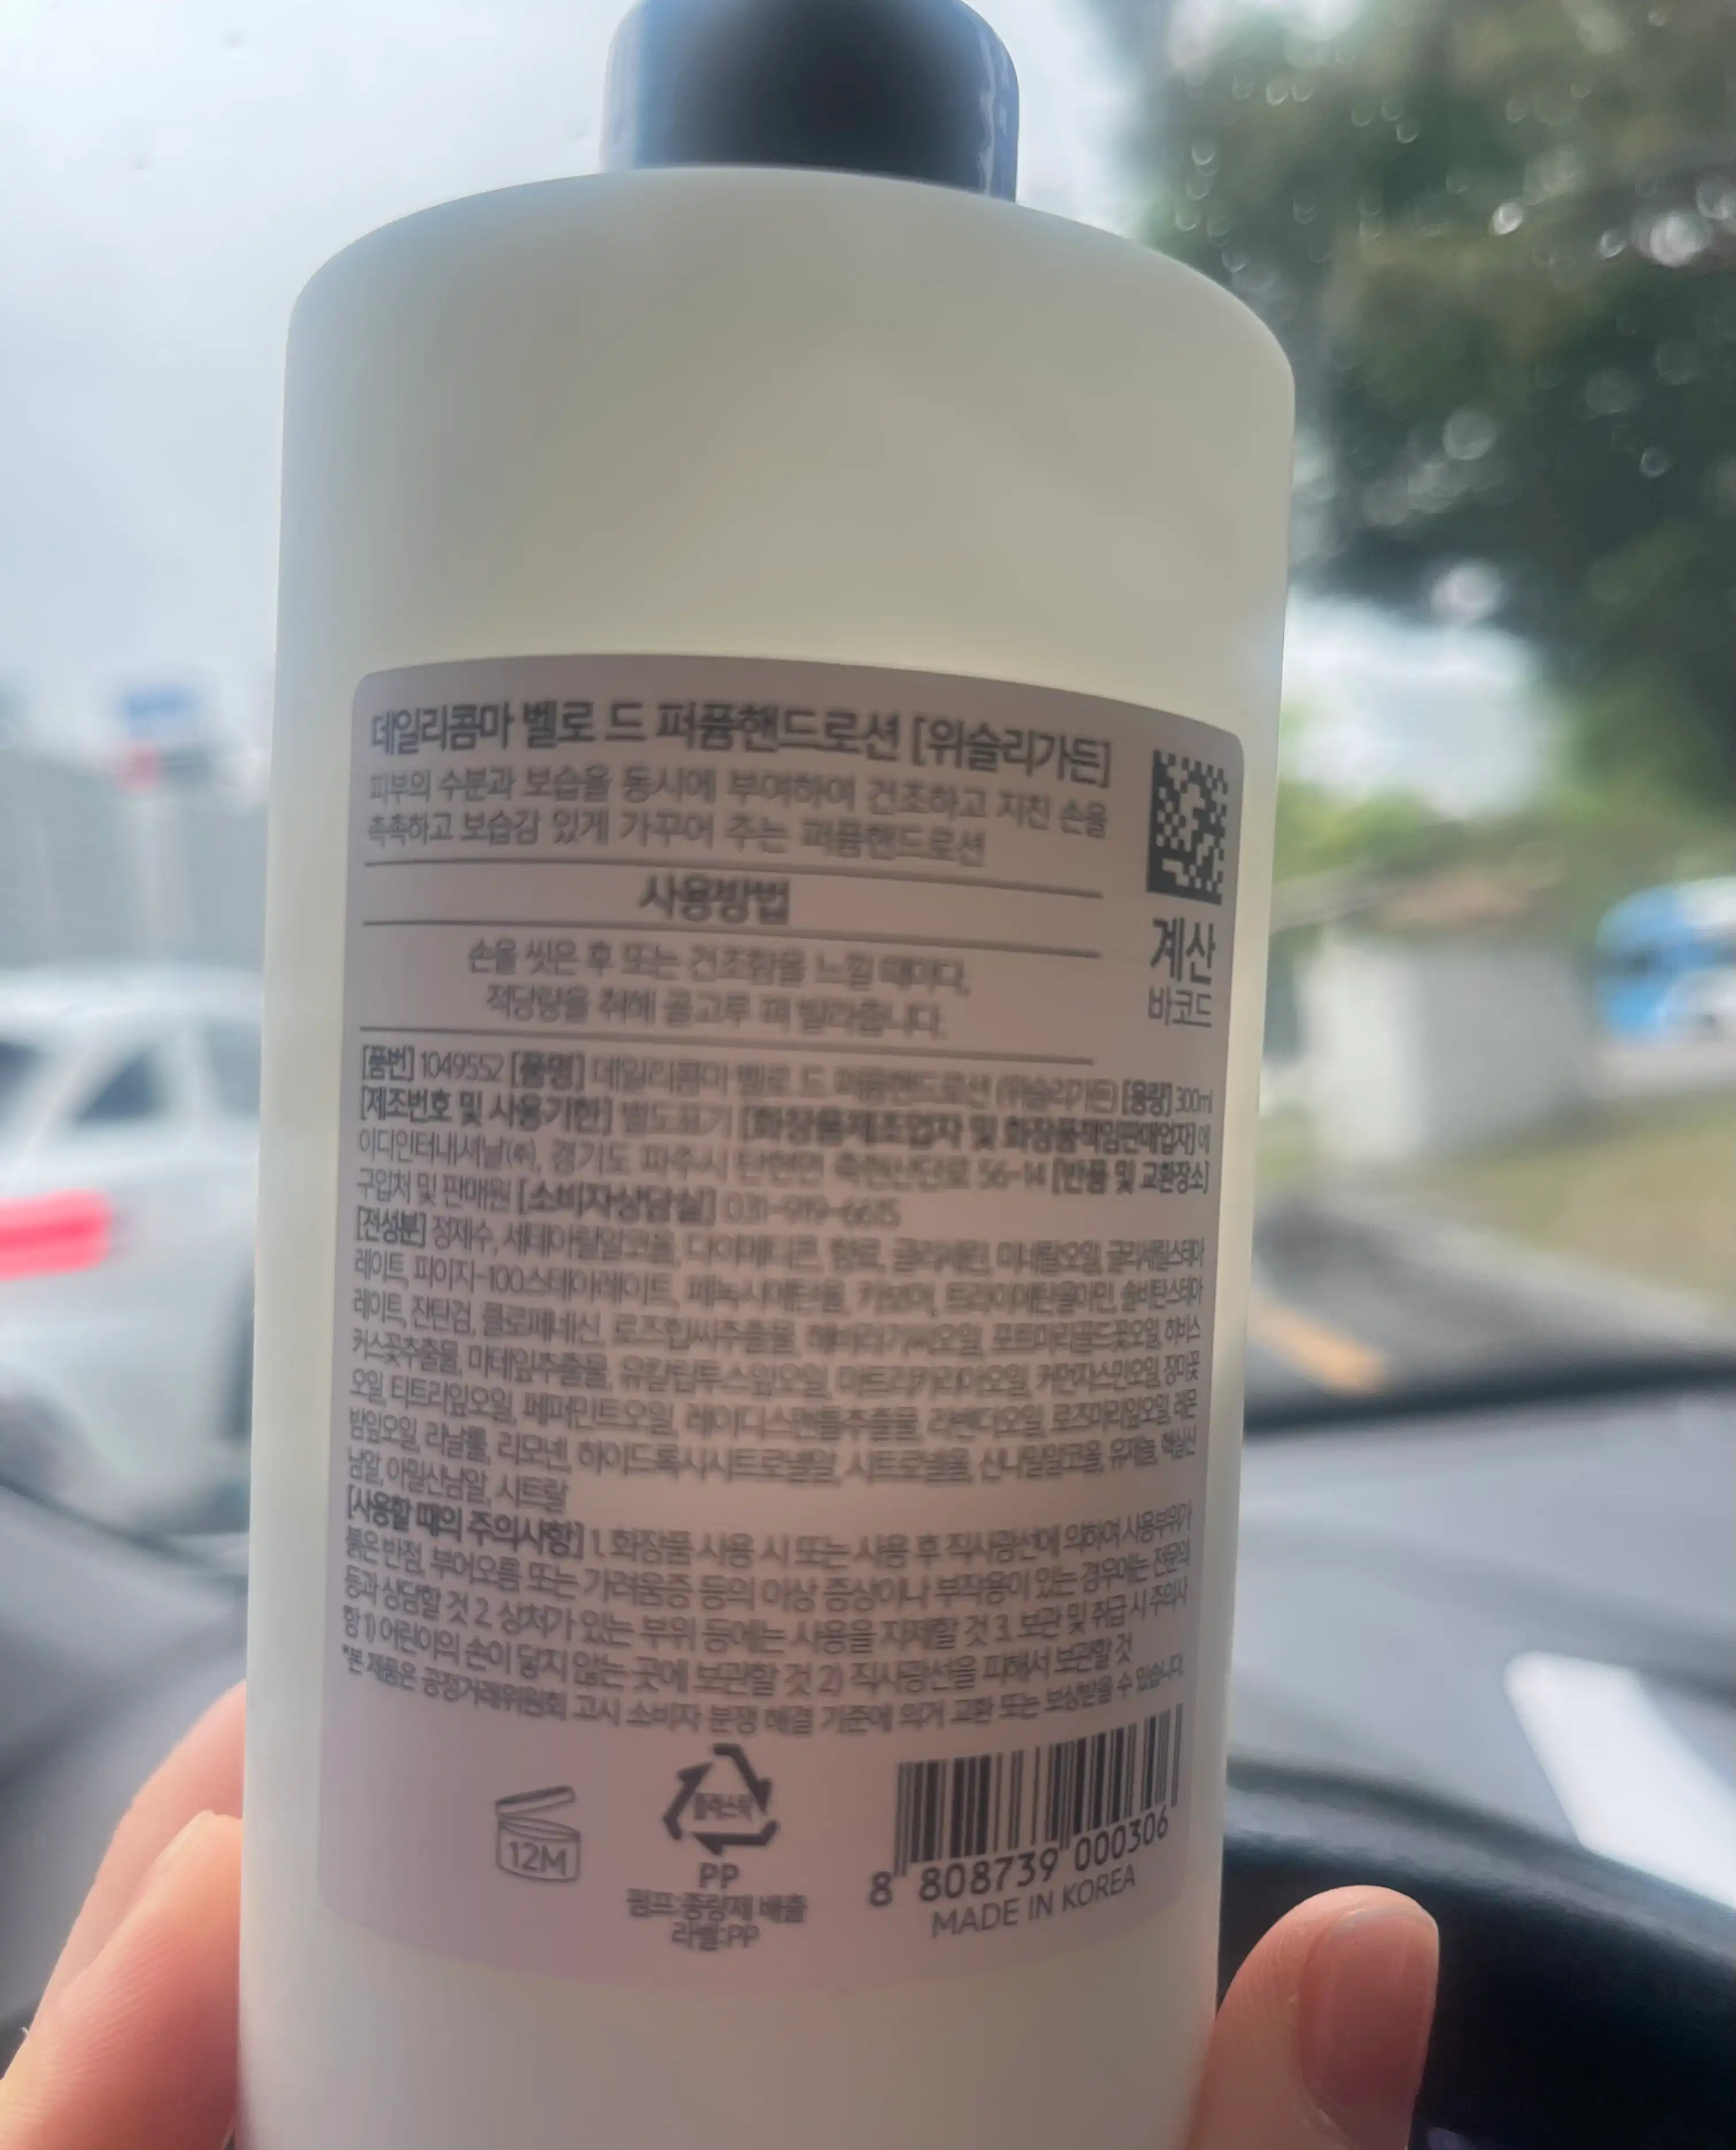 데일리콤마 벨로 드 퍼퓸핸드로션 [위슬리가든]
피부의 수분과 보습을 동시에 부여하여 건조하고 지친 손을
촉촉하고 보습감 있게 가꾸어 주는 퍼퓸핸드로션
계산
바코드
사용방법
손을 씻은 후 또는 건조함을 느낄 때마다,
적당량을 취해 골고루 펴 발라줍니다.
[품번] 1049552 [품명] 데일리콤마 벨로 드 퍼퓸핸드로션 (위슬리가든) [용량] 300ml
[제조번호 및 사용기한] 별도표기 [화장품제조업자 및 화장품책임판매업자] 에
이디인터내셔날(주), 경기도 파주시 탄현면 축현산단로 56-14 [반품 및 교환장소]
구입처 및 판매원 [소비자상담실] 031-919-6615
[전성분] 정제수, 세테아릴알코올, 다이메티콘, 향료, 글리세린, 미네랄오일, 글리세릴스테아
레이트, 피이지-100스테아레이트, 페녹시에탄올, 카보머, 트라이에탄올아민, 솔비탄스테아
레이트, 잔탄검, 클로페네신, 로즈힙씨추출물, 해바라기씨오일, 포트마리골드꽃오일, 히비스
커스꽃추출물, 마테잎추출물, 유칼립투스잎오일, 마트리카리아오일, 커먼자스민오일, 장미꽃
오일, 티트리잎오일, 페퍼민트오일, 레이디스맨틀추출물, 라벤더오일, 로즈마리잎오일, 레몬
밤잎오일, 리날룰, 리모넨, 하이드록시시트로넬알, 시트로넬올, 신나밀알코올, 유제놀, 헥실신
남알, 아밀신남알, 시트랄
[사용할 때의 주의사항] 1. 화장품 사용 시 또는 사용 후 직사광선에 의하여 사용부위가
붉은 반점, 부어오름 또는 가려움증 등의 이상 증상이나 부작용이 있는 경우에는 전문의
등과 상담할 것 2. 상처가 있는 부위 등에는 사용을 자제할 것 3. 보관 및 취급 시 주의사
항 1) 어린이의 손이 닿지 않는 곳에 보관할 것 2) 직사광선을 피해서 보관할 것
*본 제품은 공정거래위원회 고시 소비자 분쟁 해결 기준에 의거 교환 또는 보상받을 수 있습니다.
12M
플라스틱
PP
펌프:종량제 배출
라벨:PP
8 808739 000306
MADE IN KOREA